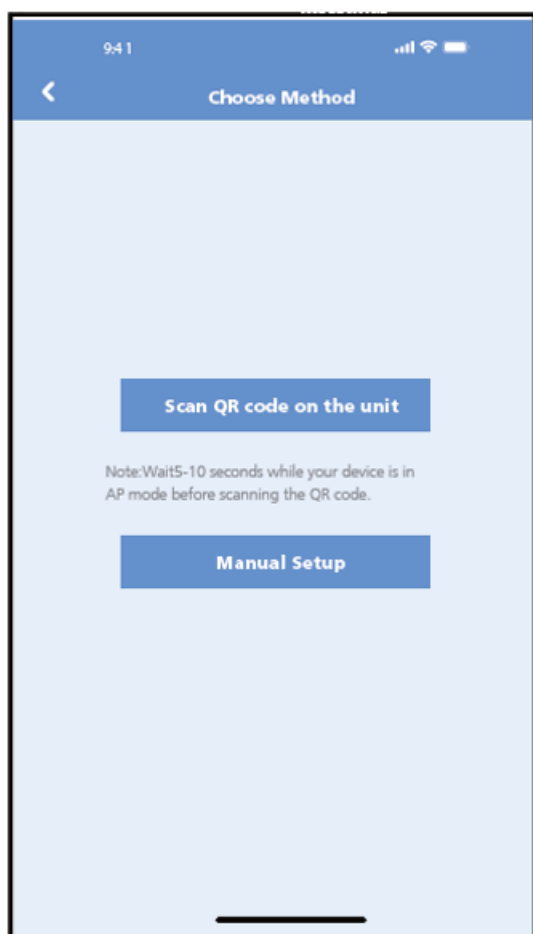 9:41
Choose Method
Scan QR code on the unit
Note:Wait5-10 seconds while your device is in
AP mode before scanning the QR code.
Manual Setup